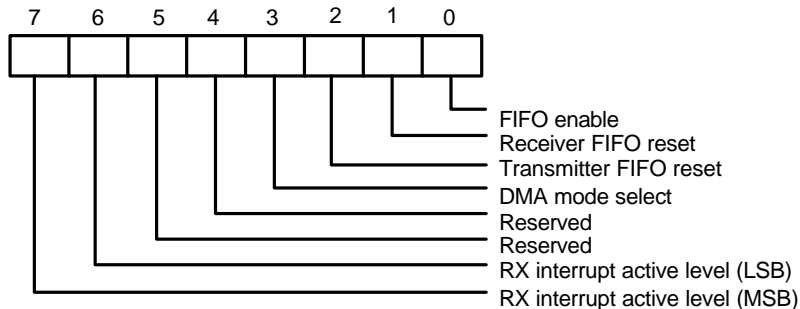 7 6 5 4 3 2 1 0
FIFO enable
Receiver FIFO reset
Transmitter FIFO reset
DMA mode select
Reserved
Reserved
RX interrupt active level (LSB)
RX interrupt active level (MSB)